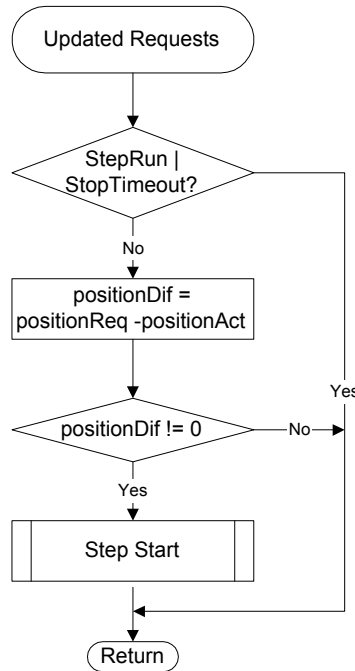 Updated Requests
StepRun |
StopTimeout?
No
positionDif =
positionReq -positionAct
Yes
positionDif != 0
No
Yes
Step Start
Return